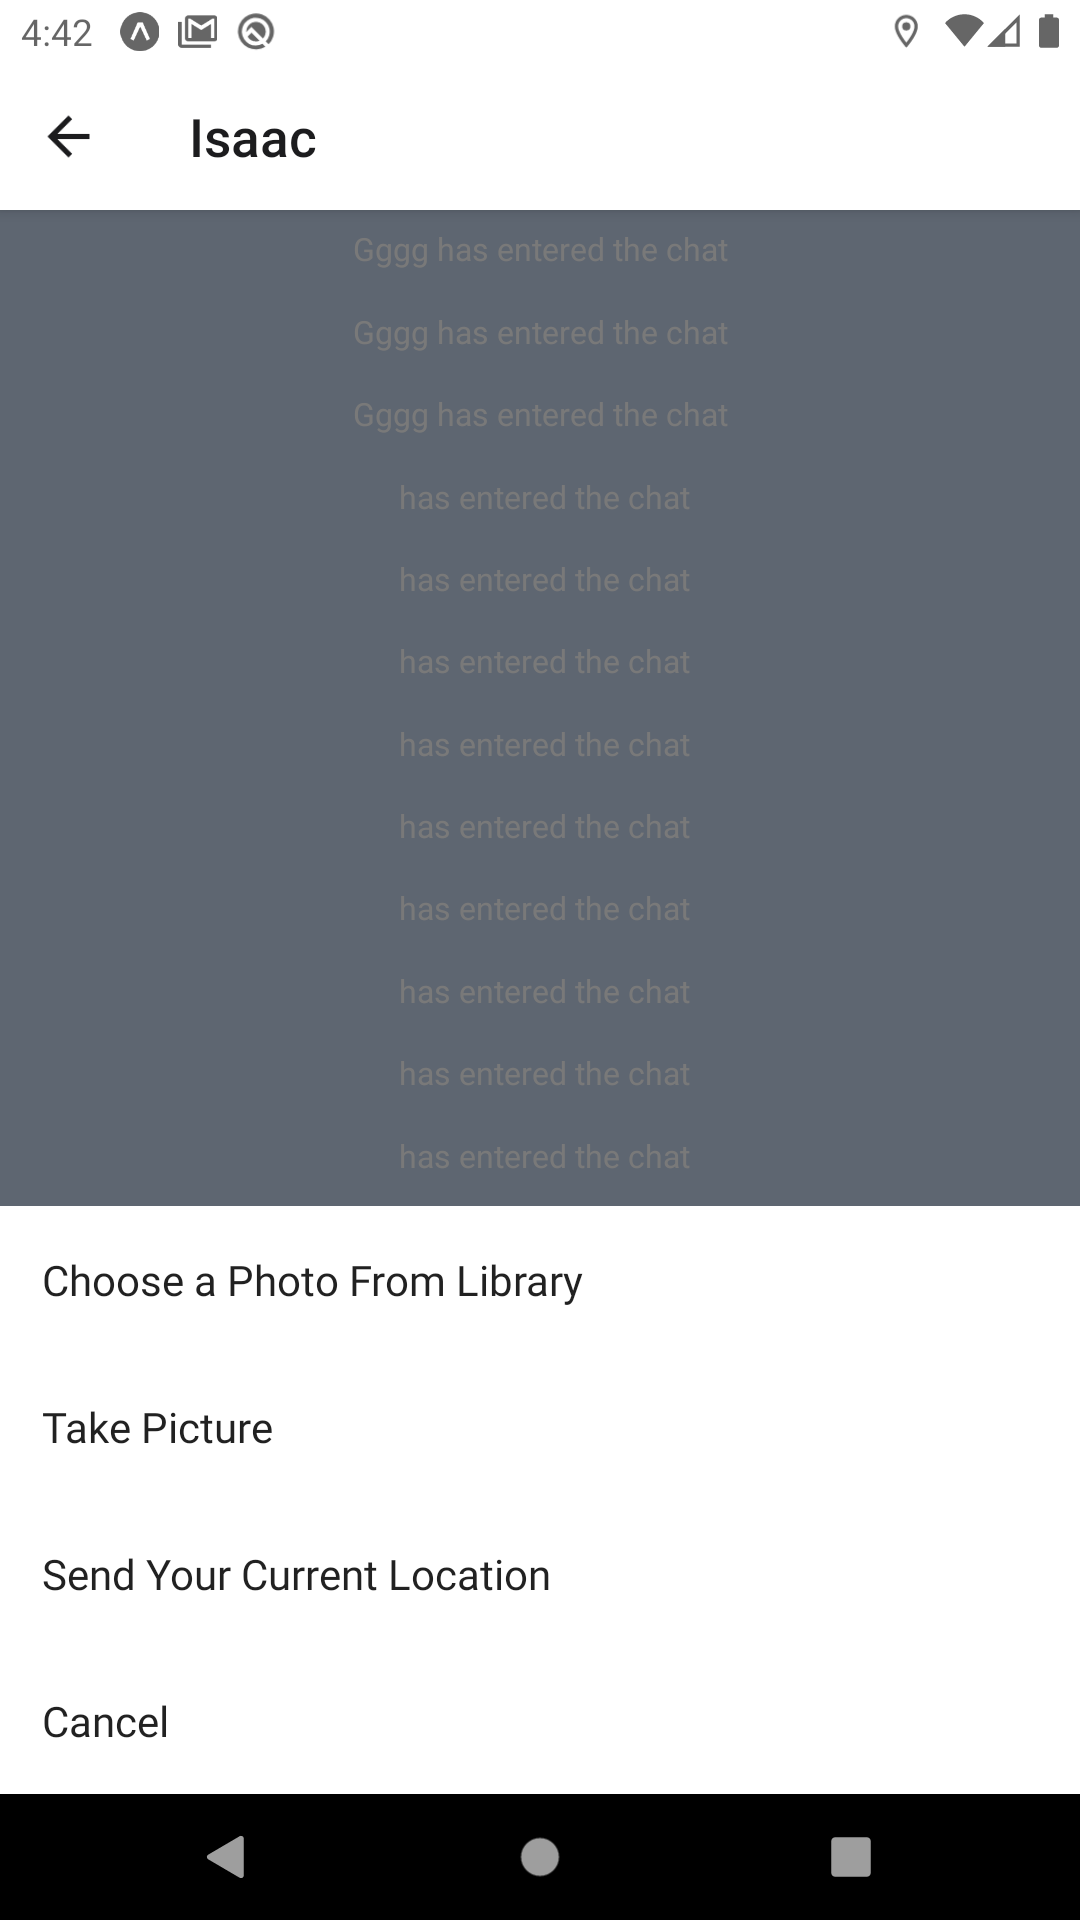 4:42
Isaac
Gggg has entered the chat
Gggg has entered the chat
Gggg has entered the chat
has entered the chat
has entered the chat
has entered the chat
has entered the chat
has entered the chat
has entered the chat
has entered the chat
has entered the chat
has entered the chat
Choose a Photo From Library
Take Picture
Send Your Current Location
Cancel